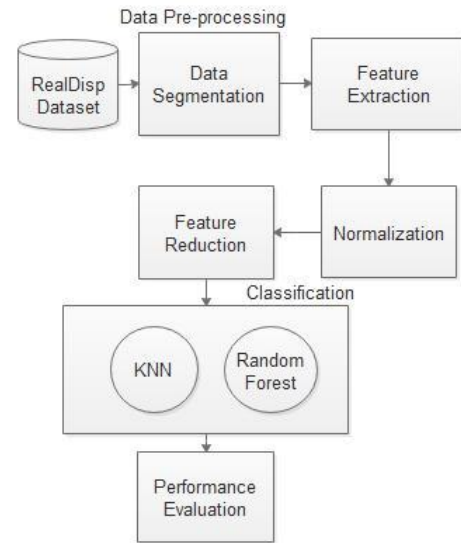 Data Pre-processing
RealDisp
Dataset
Data
Segmentation
Feature
Extraction
Normalization
Feature
Reduction
Classification
KNN
Random
Forest
Performance
Evaluation